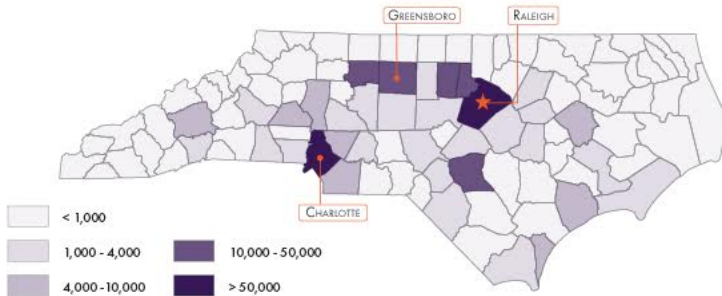 GREENSBORO
RALEIGH
CHARLOTTE
< 1,000
1,000 - 4,000
4,000 -10,000
10,000 - 50,000
> 50,000